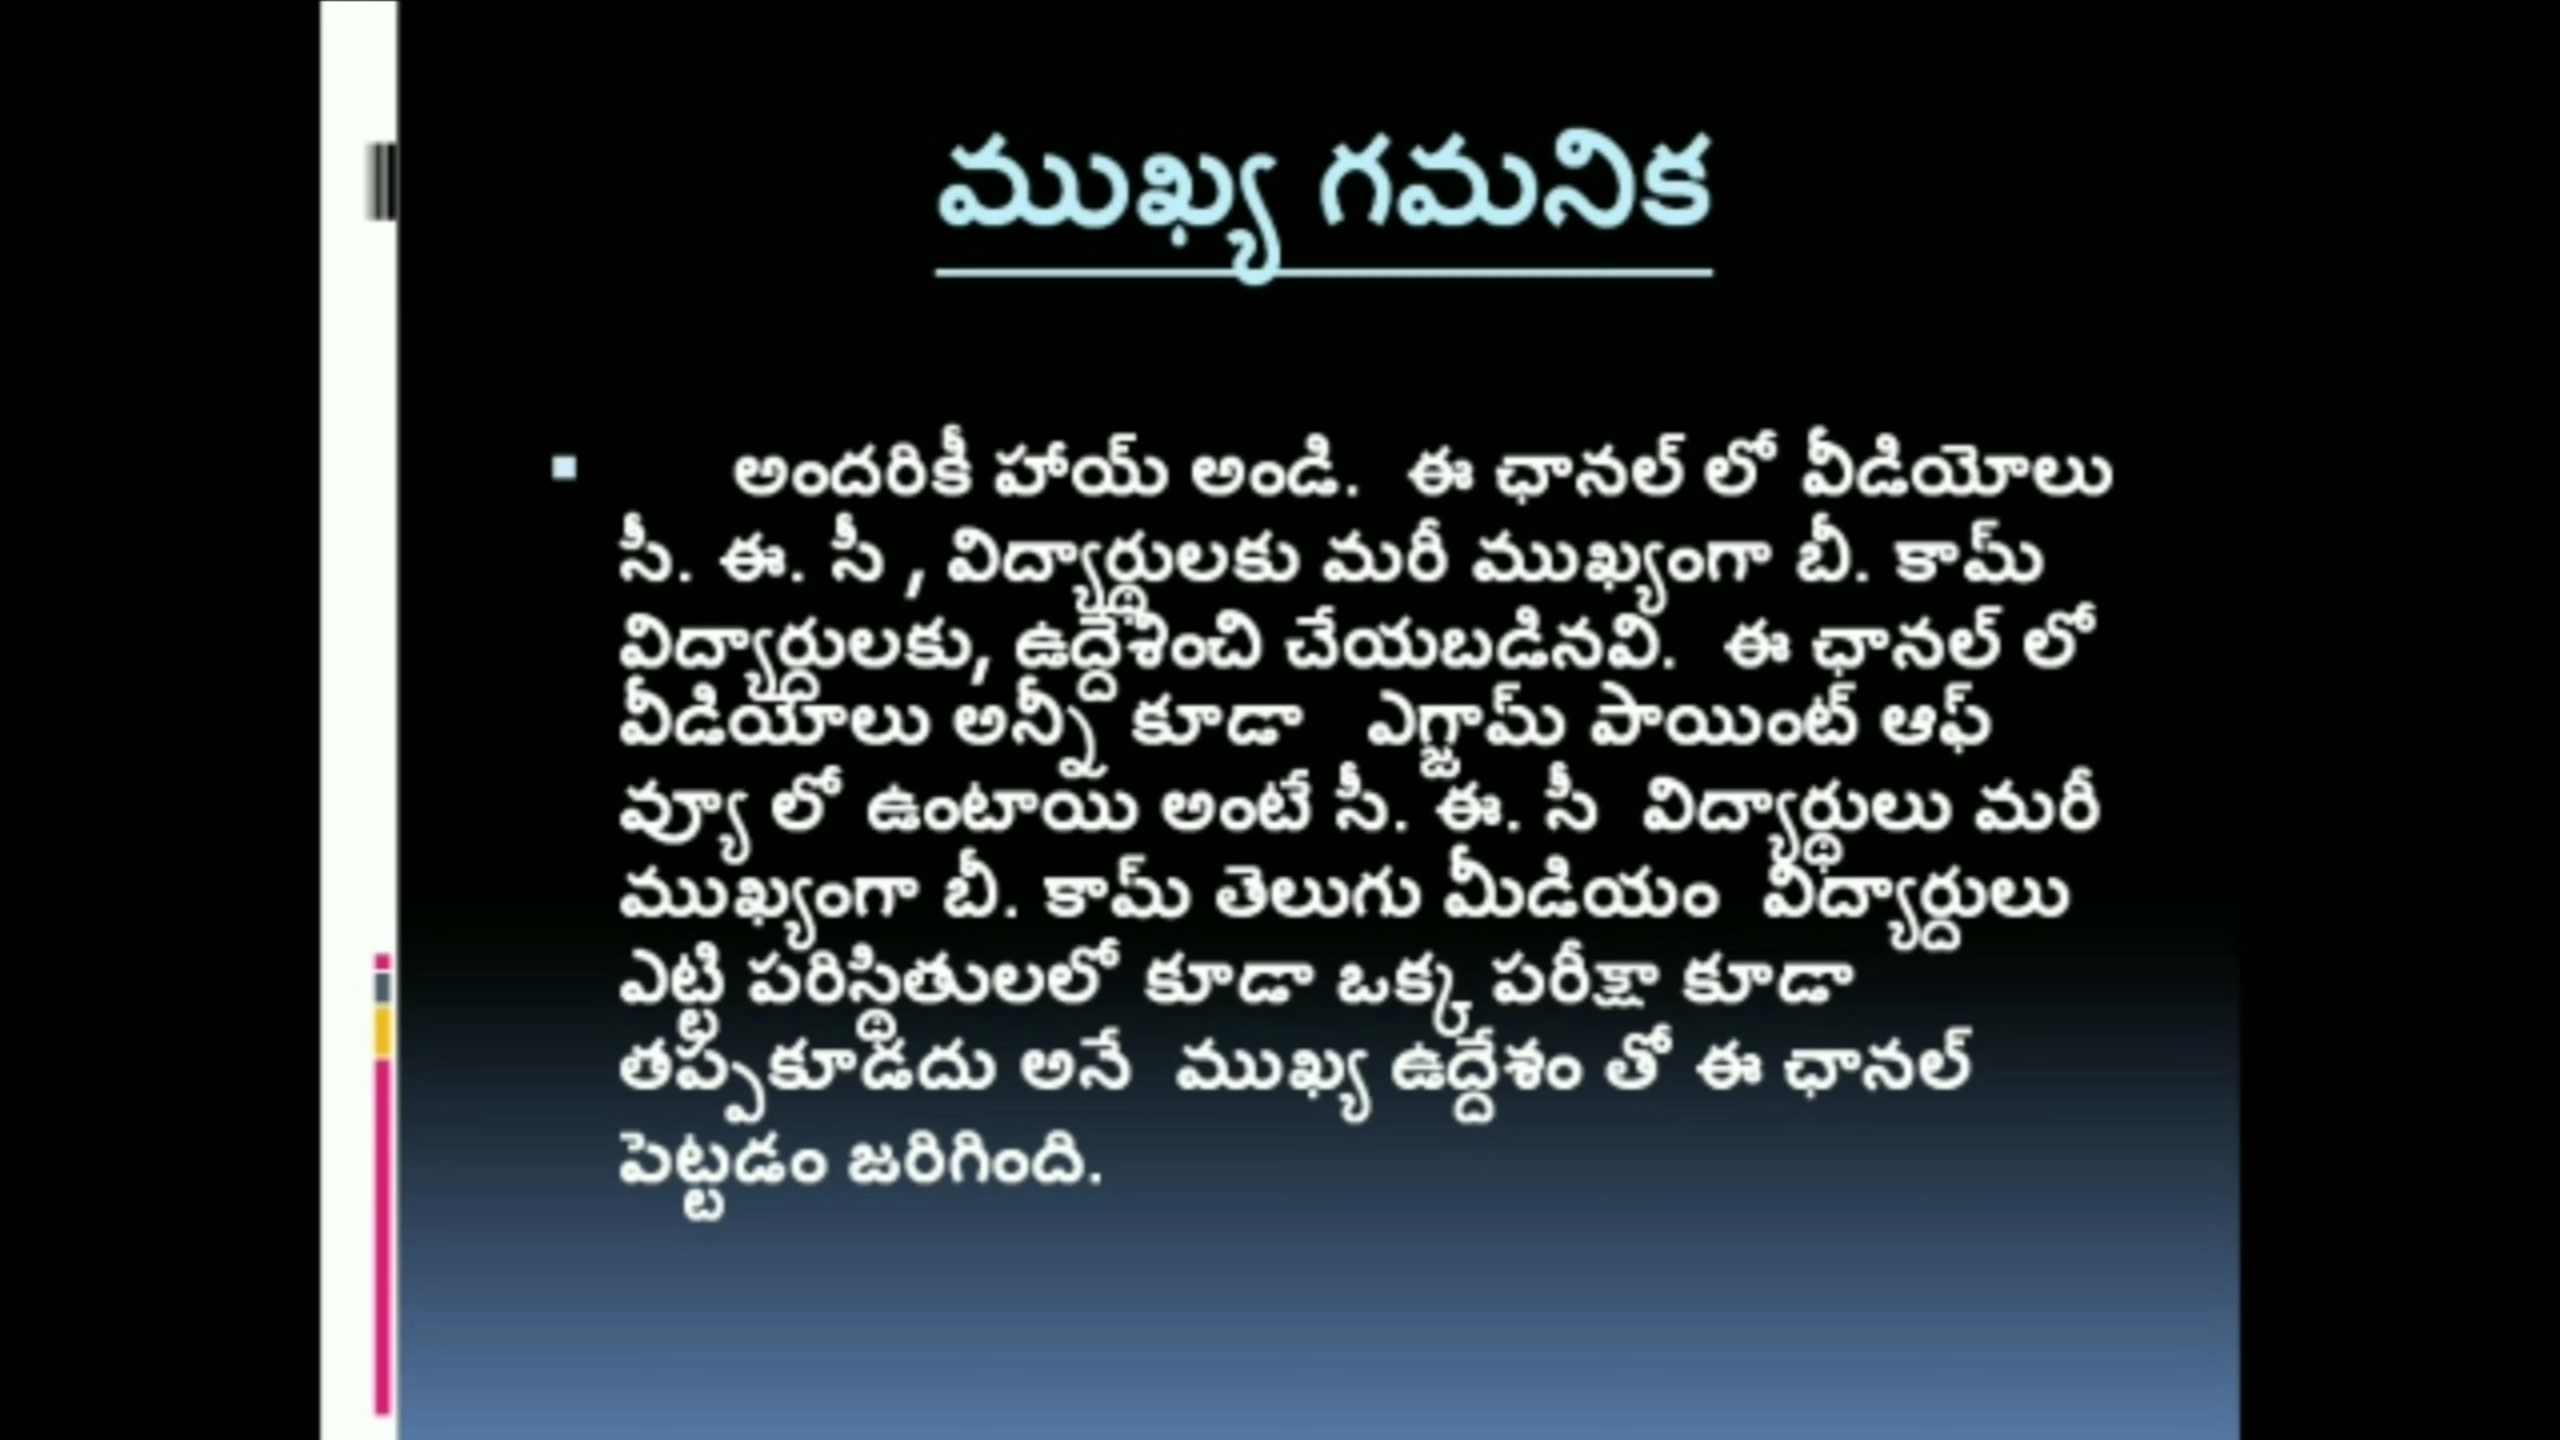 ముఖ్య గమనిక
అందరికీ హాయ్ అండి. ఈ ఛానల్ లో వీడియోలు
సీ. ఈ. సీ , విద్యార్థులకు మరీ ముఖ్యంగా బీ. కామ్
విద్యార్దులకు, ఉద్దేశించి చేయబడినవి. ఈ ఛానల్ లో
వీడియోలు అన్నీ కూడా ఎగ్జామ్ పాయింట్ ఆఫ్
వ్యూ లో ఉంటాయి అంటే సీ. ఈ. సీ విద్యార్థులు మరీ
ముఖ్యంగా బీ. కామ్ తెలుగు మీడియం విద్యార్దులు
ఎట్టి పరిస్థితులలో కూడా ఒక్క పరీక్షా కూడా
తప్పకూడదు అనే ముఖ్య ఉద్దేశం తో ఈ ఛానల్
పెట్టడం జరిగింది.